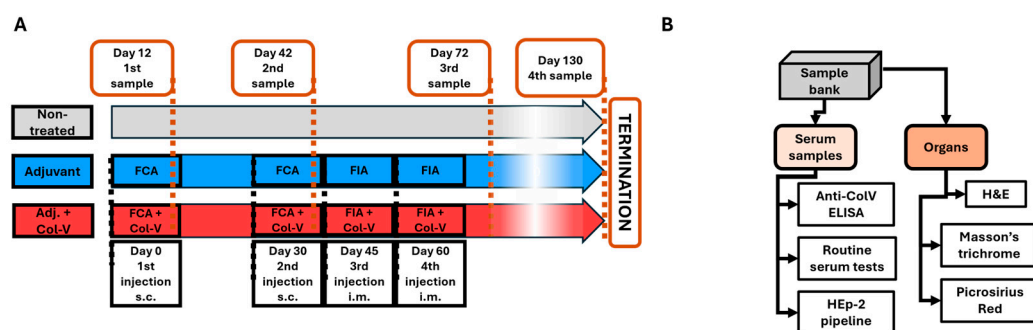 A
Day 12
1st
sample
Day 42
2nd
sample
Day 72
3rd
sample
Day 130
4th sample
Non-
treated
Adjuvant
FCA
FCA
FIA
FIA
Adj. +
Col-V
FCA +
Col-V
FCA +
Col-V
FIA +
Col-V
FIA +
Col-V
Day 0
1st
injection
s.c.
Day 30
2nd
injection
s.c.
Day 45
3rd
injection
i.m.
Day 60
4th
injection
i.m.
TERMINATION
B
Sample
bank
Serum
samples
Organs
Anti-ColV
ELISA
Routine
serum tests
HEp-2
pipeline
H&E
Masson's
trichrome
Picrosirius
Red